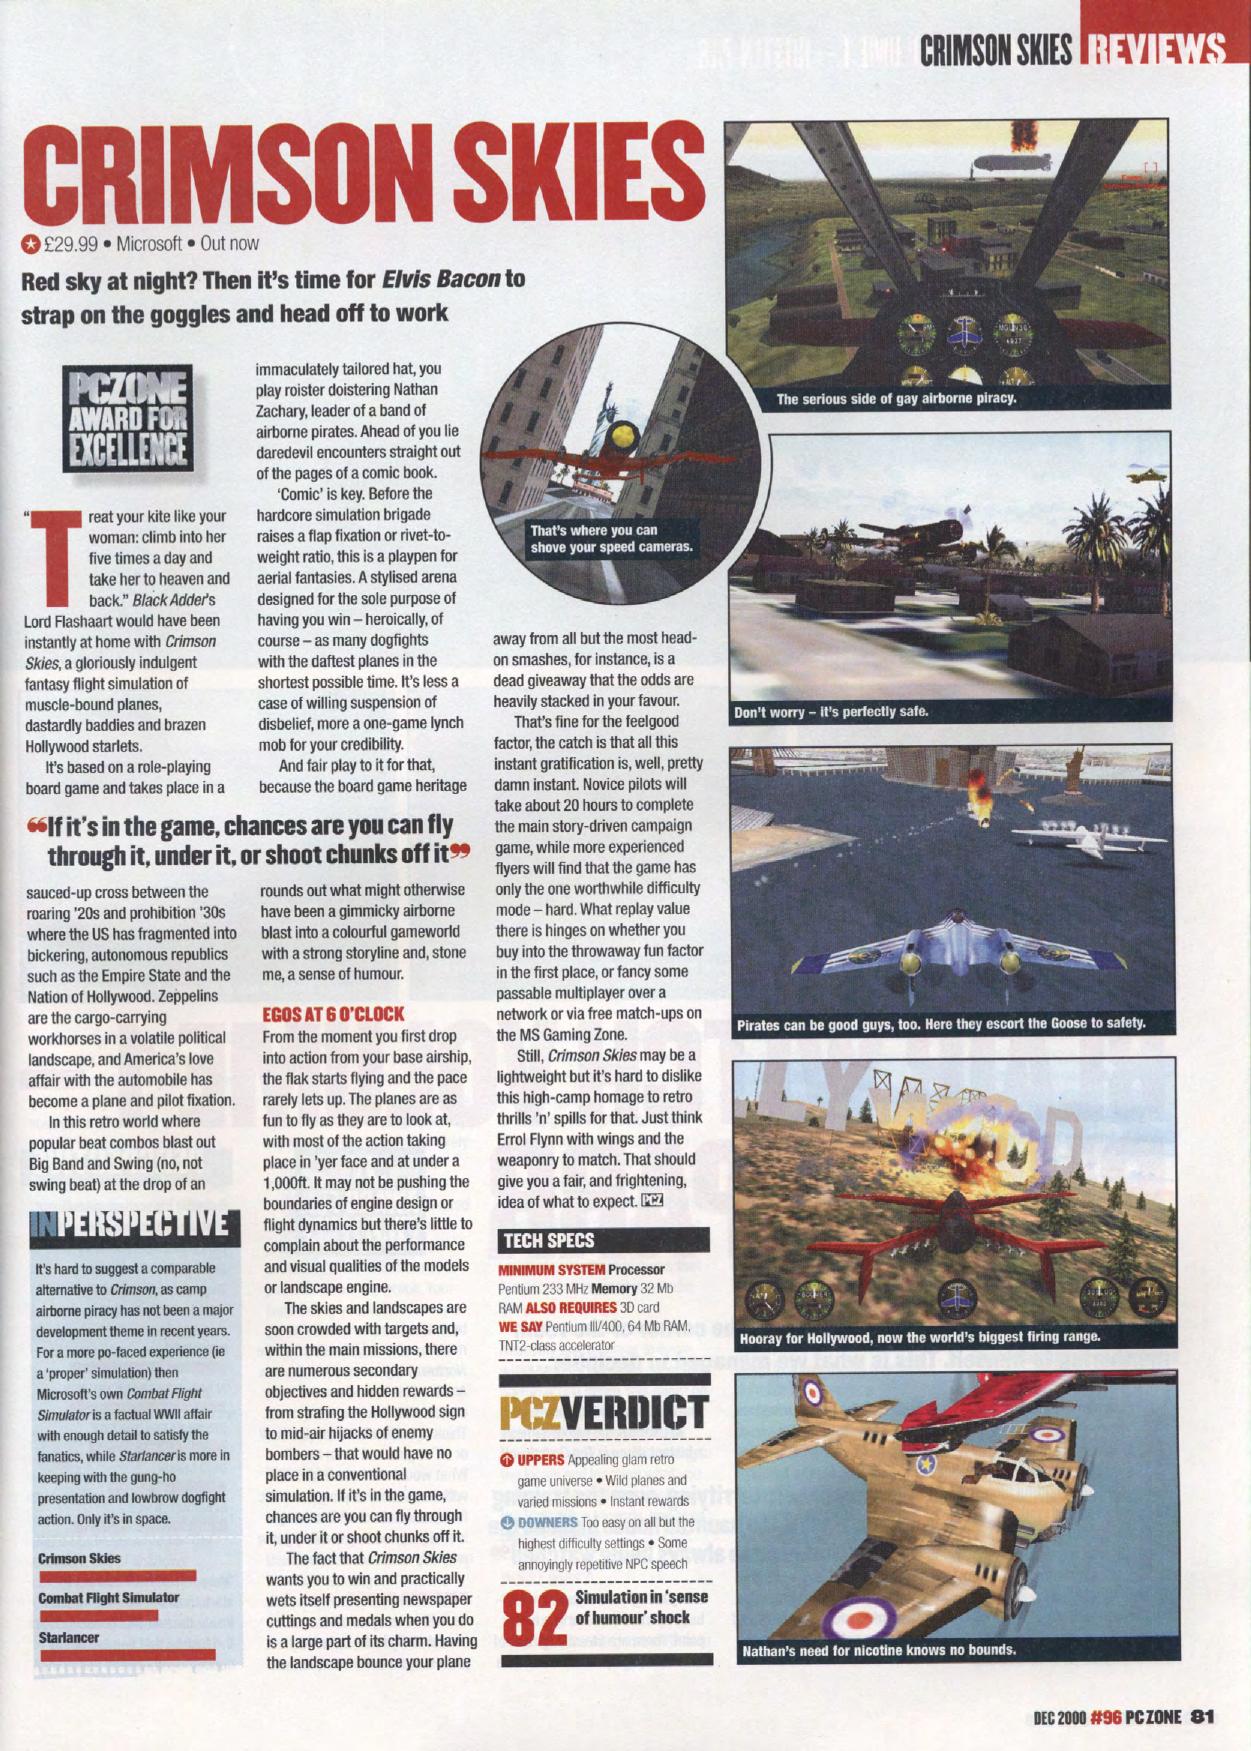 CRIMSON SKIES REVIEWS
CRIMSON SKIES
£29.99 • Microsoft • Out now
Red sky at night? Then it's time for Elvis Bacon to
strap on the goggles and head off to work
PCZONE
AWARD FOR
EXCELLENCE
"Treat your kite like your
woman: climb into her
five times a day and
take her to heaven and
back." Black Adder's
Lord Flashaart would have been
instantly at home with Crimson
Skies, a gloriously indulgent
fantasy flight simulation of
muscle-bound planes,
dastardly baddies and brazen
Hollywood starlets.
It's based on a role-playing
board game and takes place in a
"If it's in the game, chances are you can fly
through it, under it, or shoot chunks off it"
sauced-up cross between the
roaring '20s and prohibition '30s
where the US has fragmented into
bickering, autonomous republics
such as the Empire State and the
Nation of Hollywood. Zeppelins
are the cargo-carrying
workhorses in a volatile political
landscape, and America's love
affair with the automobile has
become a plane and pilot fixation.
In this retro world where
popular beat combos blast out
Big Band and Swing (no, not
swing beat) at the drop of an
immaculately tailored hat, you
play roister doistering Nathan
Zachary, leader of a band of
airborne pirates. Ahead of you lie
daredevil encounters straight out
of the pages of a comic book.
'Comic' is key. Before the
hardcore simulation brigade
raises a flap fixation or rivet-to-
weight ratio, this is a playpen for
aerial fantasies. A stylised arena
designed for the sole purpose of
having you win – heroically, of
course – as many dogfights
with the daftest planes in the
shortest possible time. It's less a
case of willing suspension of
disbelief, more a one-game lynch
mob for your credibility.
And fair play to it for that,
because the board game heritage
rounds out what might otherwise
have been a gimmicky airborne
blast into a colourful gameworld
with a strong storyline and, stone
me, a sense of humour.
EGOS AT 6 O'CLOCK
From the moment you first drop
into action from your base airship,
the flak starts flying and the pace
rarely lets up. The planes are as
fun to fly as they are to look at,
with most of the action taking
place in 'yer face and at under a
1,000ft. It may not be pushing the
boundaries of engine design or
flight dynamics but there's little to
complain about the performance
and visual qualities of the models
or landscape engine.
The skies and landscapes are
soon crowded with targets and,
within the main missions, there
are numerous secondary
objectives and hidden rewards –
from strafing the Hollywood sign
to mid-air hijacks of enemy
bombers – that would have no
place in a conventional
simulation. If it's in the game,
chances are you can fly through
it, under it or shoot chunks off it.
The fact that Crimson Skies
wants you to win and practically
wets itself presenting newspaper
cuttings and medals when you do
is a large part of its charm. Having
the landscape bounce your plane
away from all but the most head-
on smashes, for instance, is a
dead giveaway that the odds are
heavily stacked in your favour.
That's fine for the feelgood
factor, the catch is that all this
instant gratification is, well, pretty
damn instant. Novice pilots will
take about 20 hours to complete
the main story-driven campaign
game, while more experienced
flyers will find that the game has
only the one worthwhile difficulty
mode – hard. What replay value
there is hinges on whether you
buy into the throwaway fun factor
in the first place, or fancy some
passable multiplayer over a
network or via free match-ups on
the MS Gaming Zone.
Still, Crimson Skies may be a
lightweight but it's hard to dislike
this high-camp homage to retro
thrills 'n' spills for that. Just think
Errol Flynn with wings and the
weaponry to match. That should
give you a fair, and frightening,
idea of what to expect. PCZ
INPERSPECTIVE
It's hard to suggest a comparable
alternative to Crimson, as camp
airborne piracy has not been a major
development theme in recent years.
For a more po-faced experience (ie
a 'proper' simulation) then
Microsoft's own Combat Flight
Simulator is a factual WWII affair
with enough detail to satisfy the
fanatics, while Starlancer is more in
keeping with the gung-ho
presentation and lowbrow dogfight
action. Only it's in space.
Crimson Skies
Combat Flight Simulator
Starlancer
TECH SPECS
MINIMUM SYSTEM Processor
Pentium 233 MHz Memory 32 Mb
RAM ALSO REQUIRES 3D card
WE SAY Pentium III/400, 64 Mb RAM,
TNT2-class accelerator
PCZVERDICT
UPPERS Appealing glam retro
game universe • Wild planes and
varied missions • Instant rewards
DOWNERS Too easy on all but the
highest difficulty settings • Some
annoyingly repetitive NPC speech
82 Simulation in 'sense
of humour' shock
That's where you can
shove your speed cameras.
The serious side of gay airborne piracy.
Don't worry – it's perfectly safe.
Pirates can be good guys, too. Here they escort the Goose to safety.
LYWOOD
Hooray for Hollywood, now the world's biggest firing range.
Nathan's need for nicotine knows no bounds.
DEC 2000 #96 PC ZONE 81